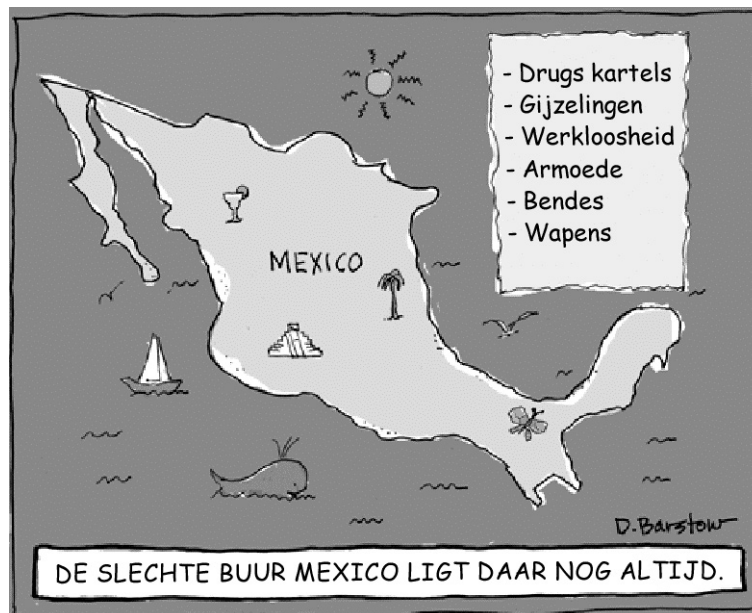 - Drugs kartels
- Gijzelingen
- Werkloosheid
- Armoede
- Bendes
- Wapens
MEXICO
D. Barstow
DE SLECHTE BUUR MEXICO LIGT DAAR NOG ALTIJD.